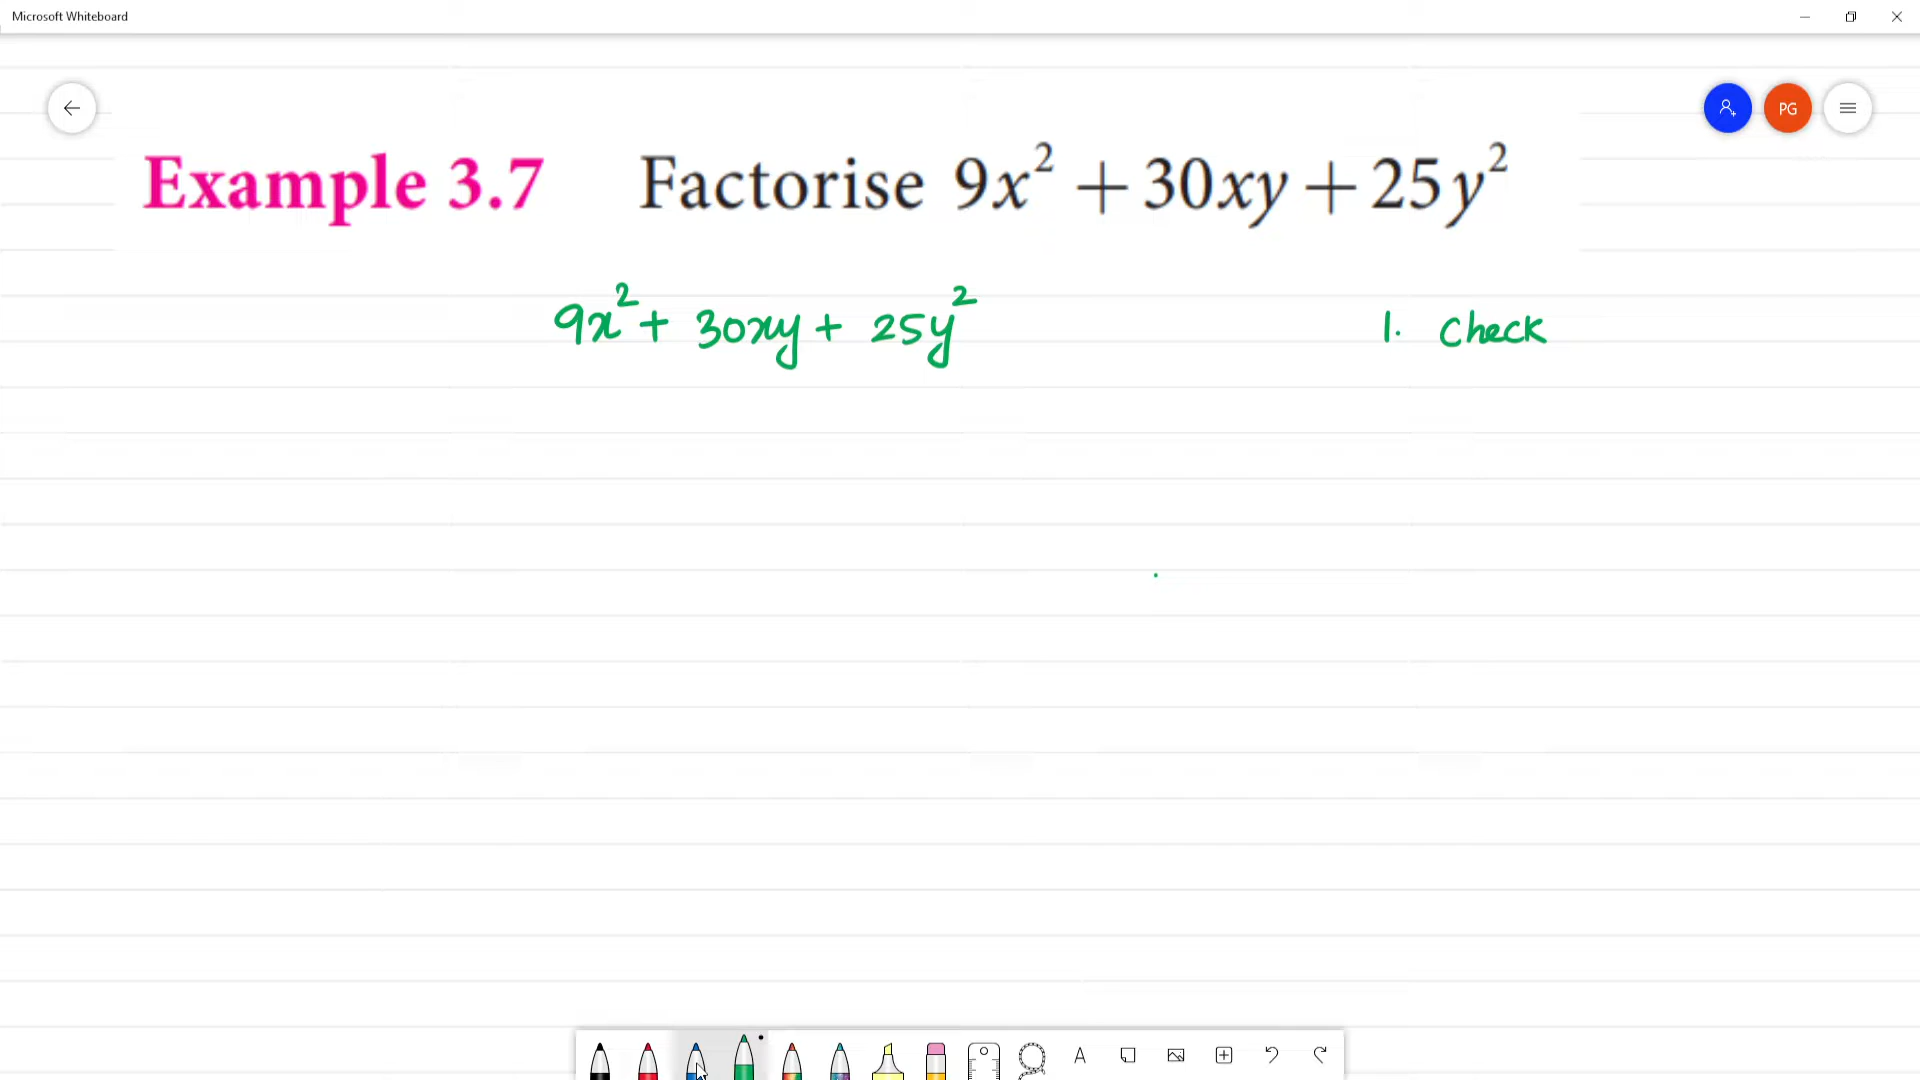 Microsoft Whiteboard
PG
Example 3.7 Factorise 9x² + 30xy + 25y²
9x² + 30xy + 25y² 1. Check
A